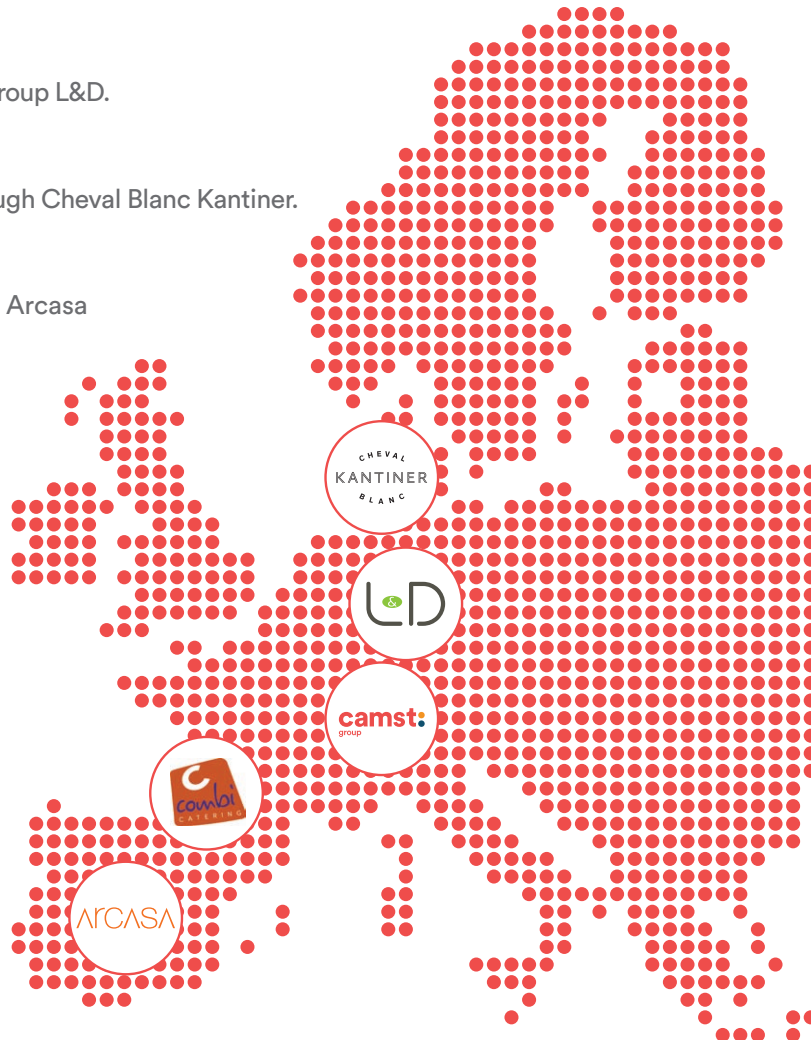 roup L&D.
ugh Cheval Blanc Kantiner.
Arcasa
CHEVAL
KANTINER
BLANC
L&D
camst:
group
combi
CATERING
ARCASA